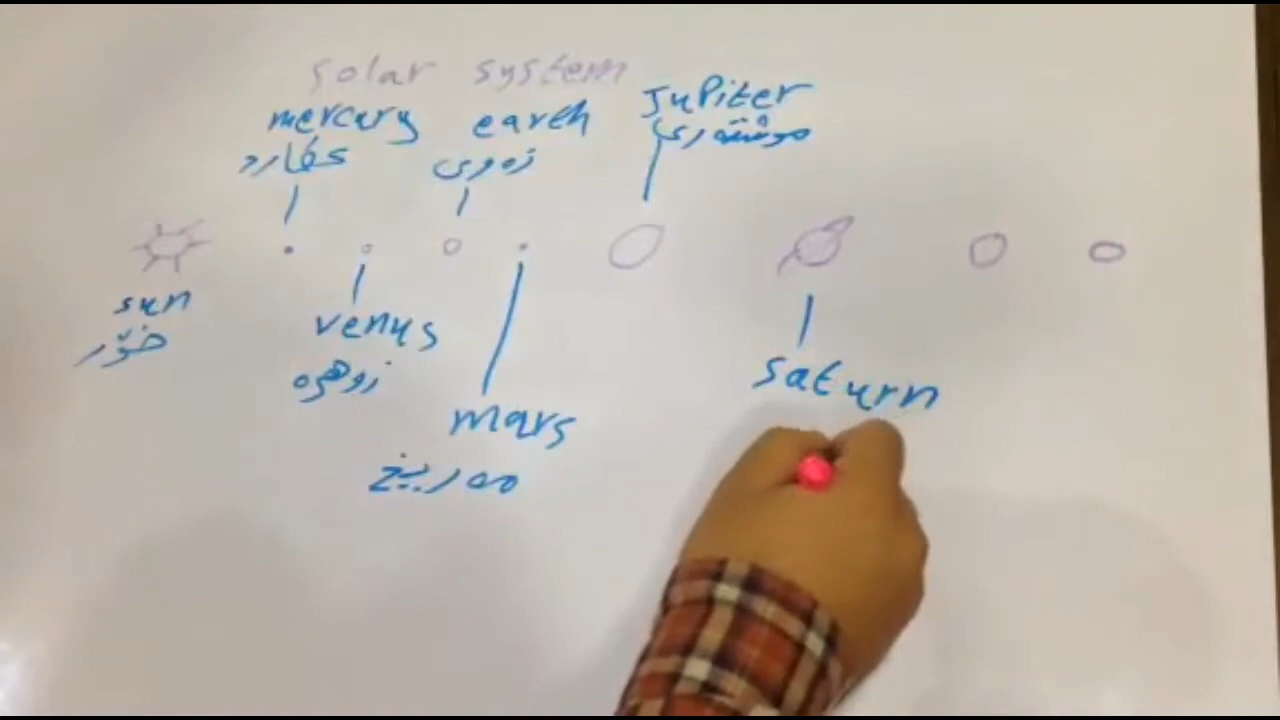 solar system
mercury
عطارد
earth
زەوی
Jupiter
موشتەری
sun
خۆر
venus
زوهرە
mars
مەریخ
saturn